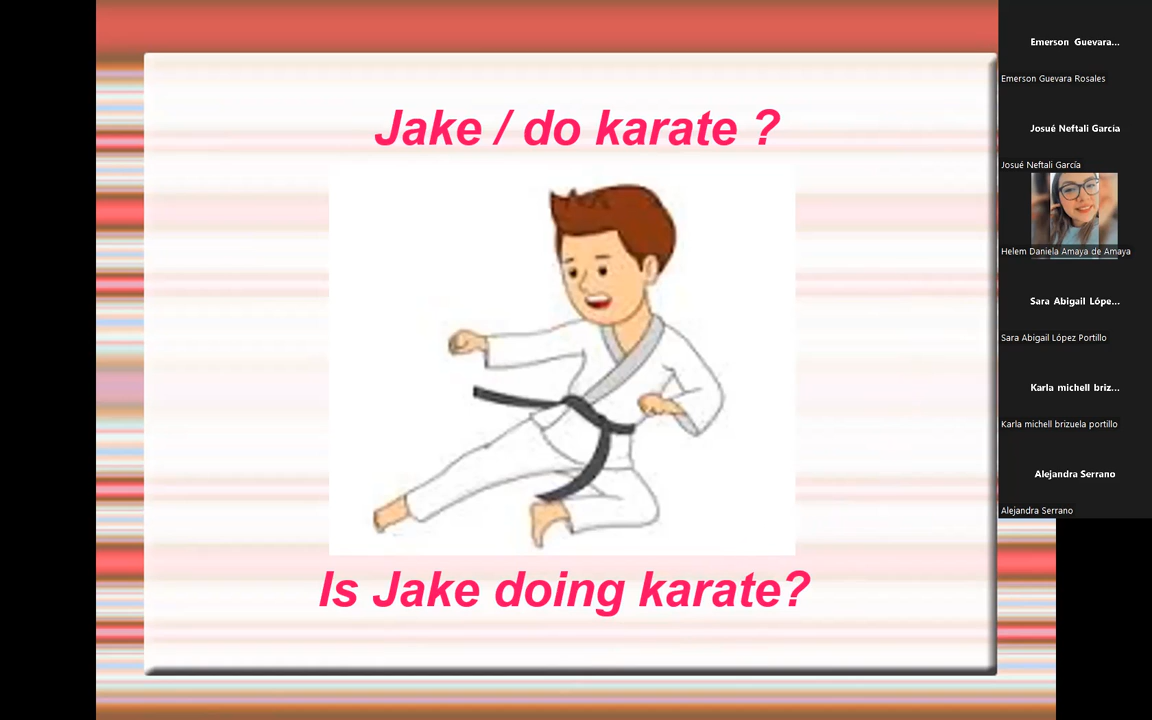 Jake / do karate ?
Is Jake doing karate?
Emerson Guevara...
Emerson Guevara Rosales
Josué Neftali García
Josué Neftali García
Helem Daniela Amaya de Amaya
Sara Abigail Lópe...
Sara Abigail López Portillo
Karla michell briz...
Karla michell brizuela portillo
Alejandra Serrano
Alejandra Serrano